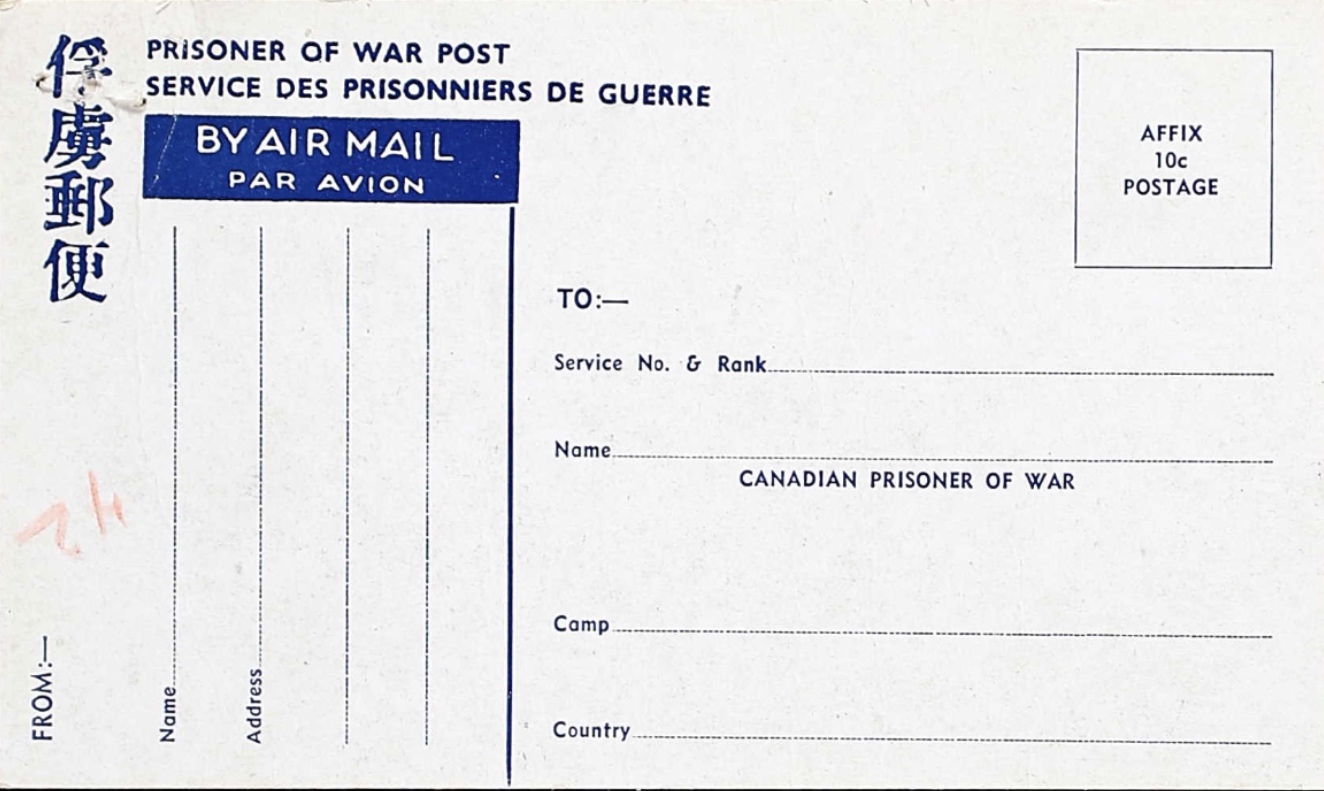 俘虜郵便
PRISONER OF WAR POST
SERVICE DES PRISONNIERS DE GUERRE
BY AIR MAIL
PAR AVION
AFFIX
10c
POSTAGE
TO:—
Service No. & Rank
Name
CANADIAN PRISONER OF WAR
Camp
Country
FROM:—
Name
Address